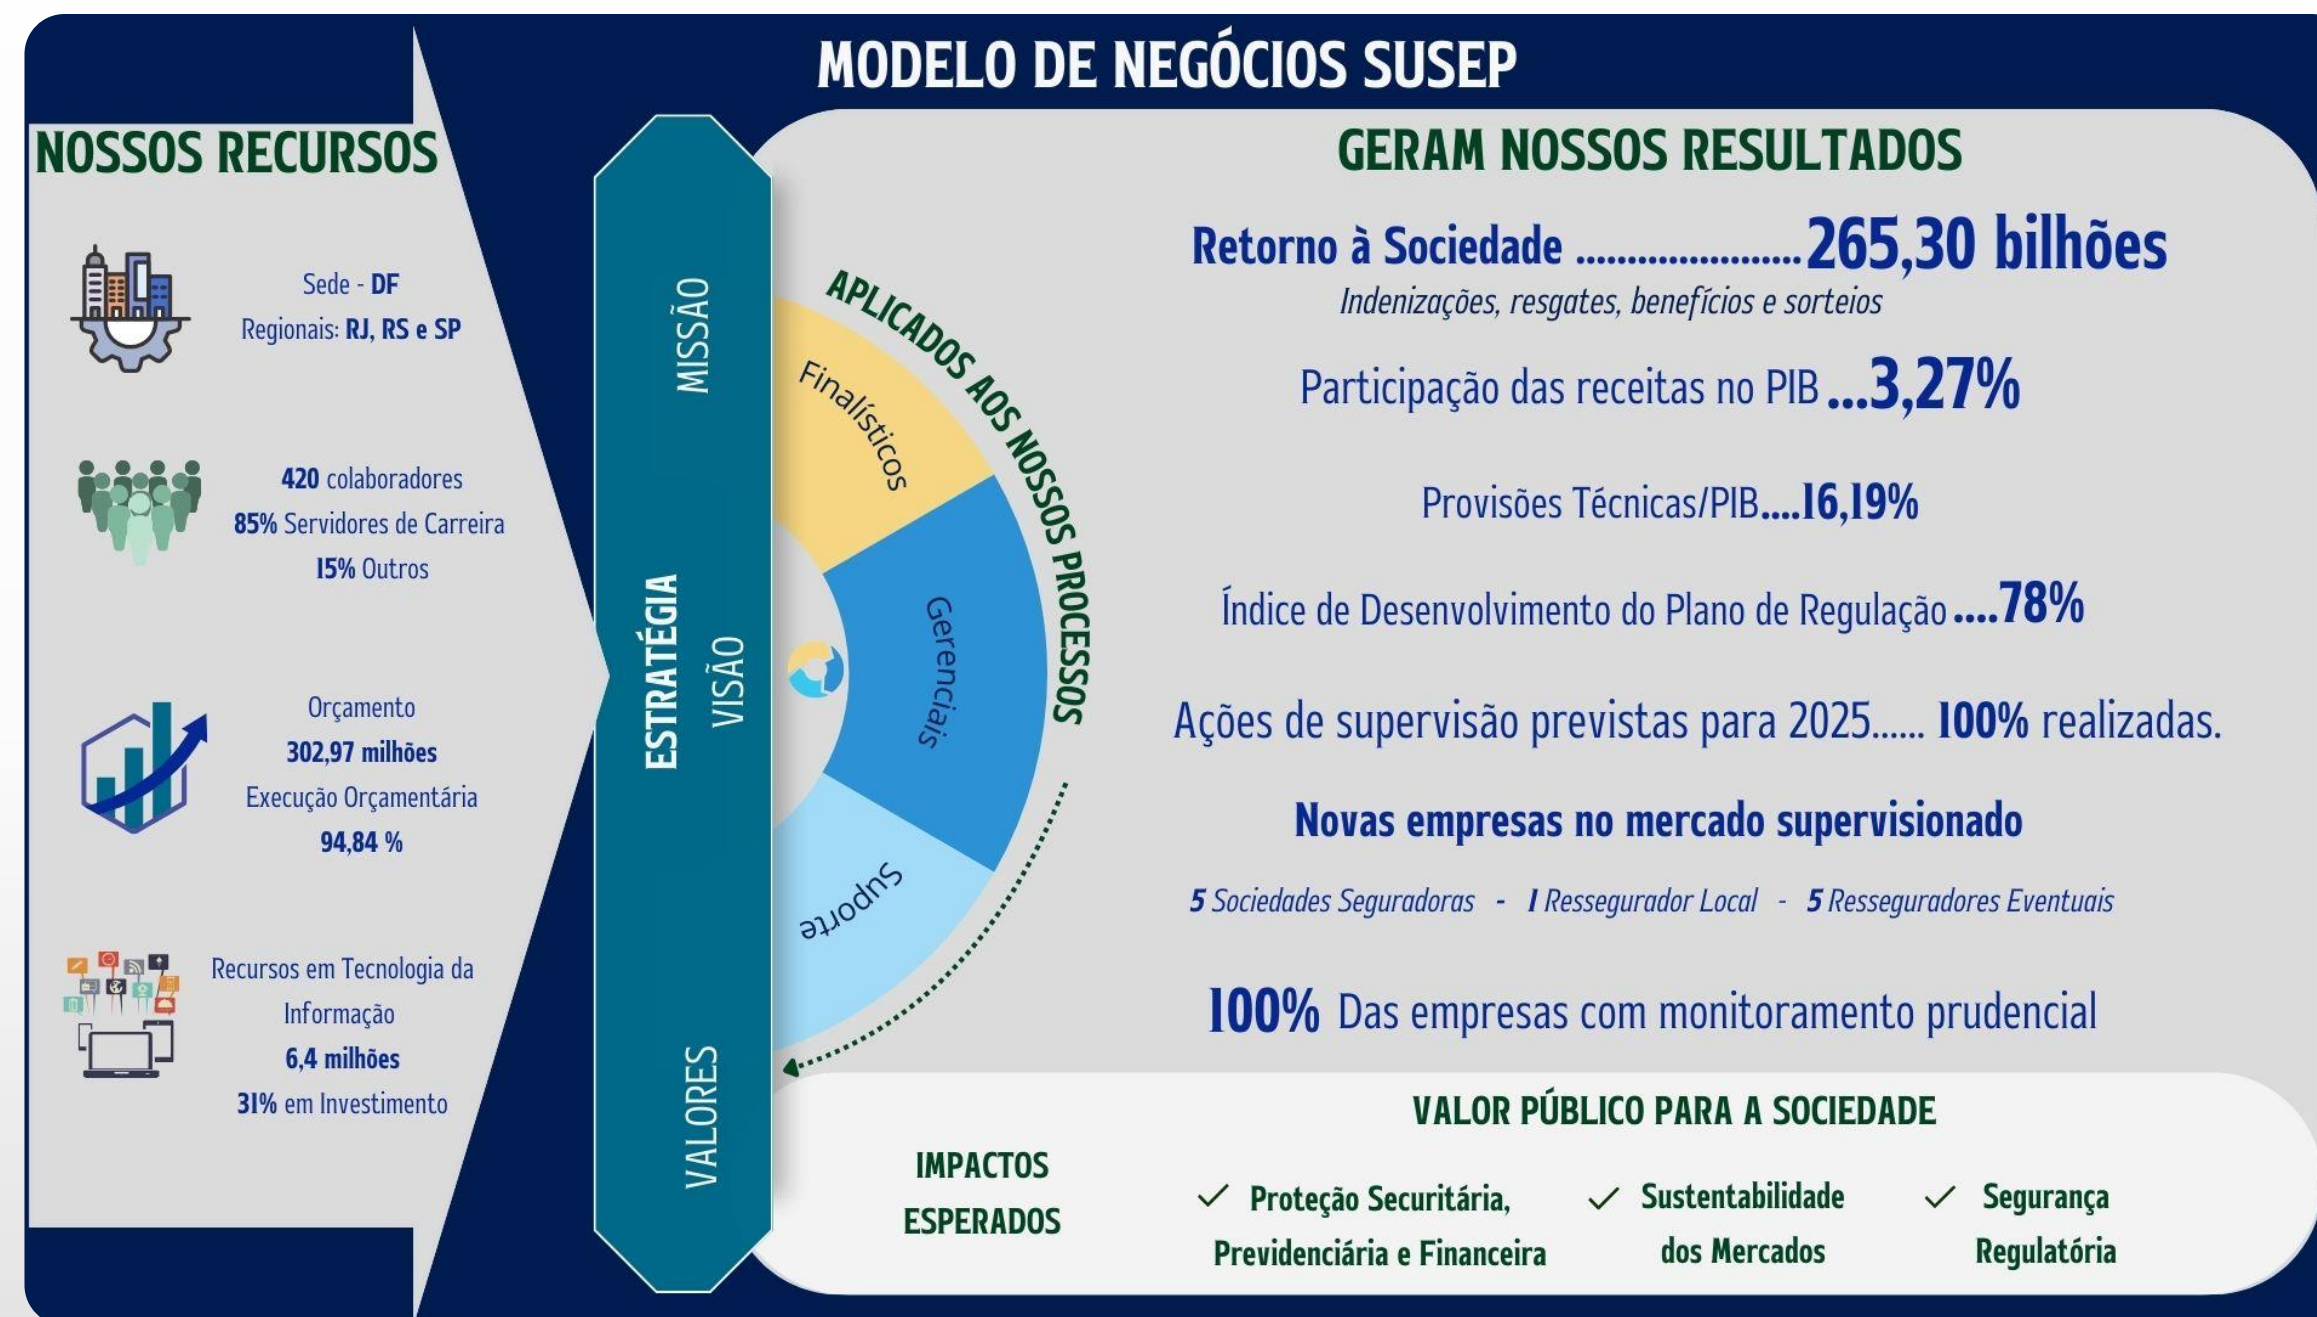 MODELO DE NEGÓCIOS SUSEP
NOSSOS RECURSOS
Sede - DF
Regionais: RJ, RS e SP
420 colaboradores
85% Servidores de Carreira
15% Outros
Orçamento
302,97 milhões
Execução Orçamentária
94,84 %
Recursos em Tecnologia da
Informação
6,4 milhões
31% em Investimento
MISSÃO
ESTRATÉGIA
VISÃO
VALORES
APLICADOS AOS NOSSOS PROCESSOS
Finalísticos
Gerenciais
Suporte
GERAM NOSSOS RESULTADOS
Retorno à Sociedade ......................265,30 bilhões
Indenizações, resgates, benefícios e sorteios
Participação das receitas no PIB ...3,27%
Provisões Técnicas/PIB....16,19%
Índice de Desenvolvimento do Plano de Regulação ....78%
Ações de supervisão previstas para 2025...... 100% realizadas.
Novas empresas no mercado supervisionado
5 Sociedades Seguradoras - 1 Ressegurador Local - 5 Resseguradores Eventuais
100% Das empresas com monitoramento prudencial
VALOR PÚBLICO PARA A SOCIEDADE
IMPACTOS
ESPERADOS
✓ Proteção Securitária,
Previdenciária e Financeira
✓ Sustentabilidade
dos Mercados
✓ Segurança
Regulatória